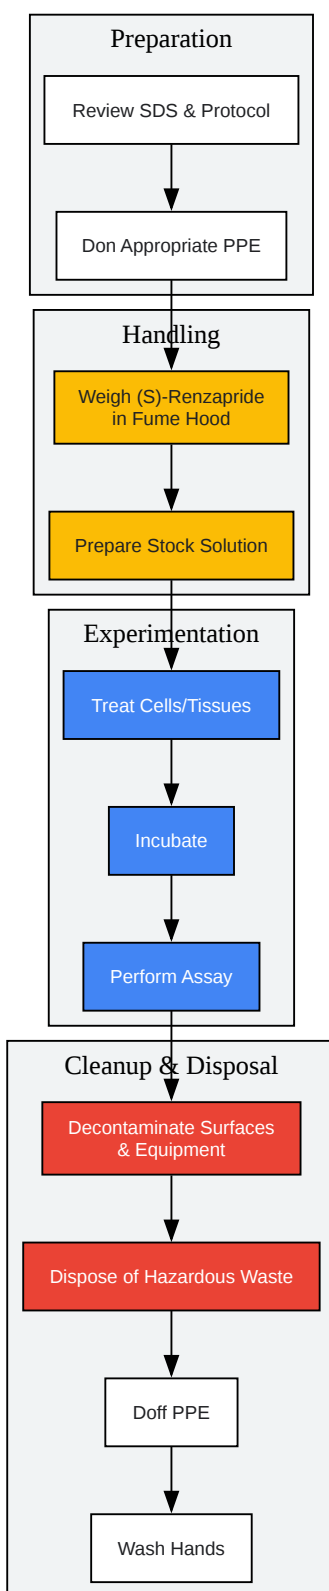 Preparation
Review SDS & Protocol
Don Appropriate PPE
Handling
Weigh (S)-Renzapride
in Fume Hood
Prepare Stock Solution
Experimentation
Treat Cells/Tissues
Incubate
Perform Assay
Cleanup & Disposal
Decontaminate Surfaces
& Equipment
Dispose of Hazardous Waste
Doff PPE
Wash Hands